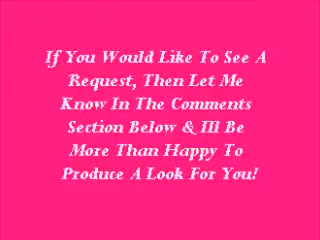 If You Would Like To See A
Request, Then Let Me
Know In The Comments
Section Below & Ill Be
More Than Happy To
Produce A Look For You!